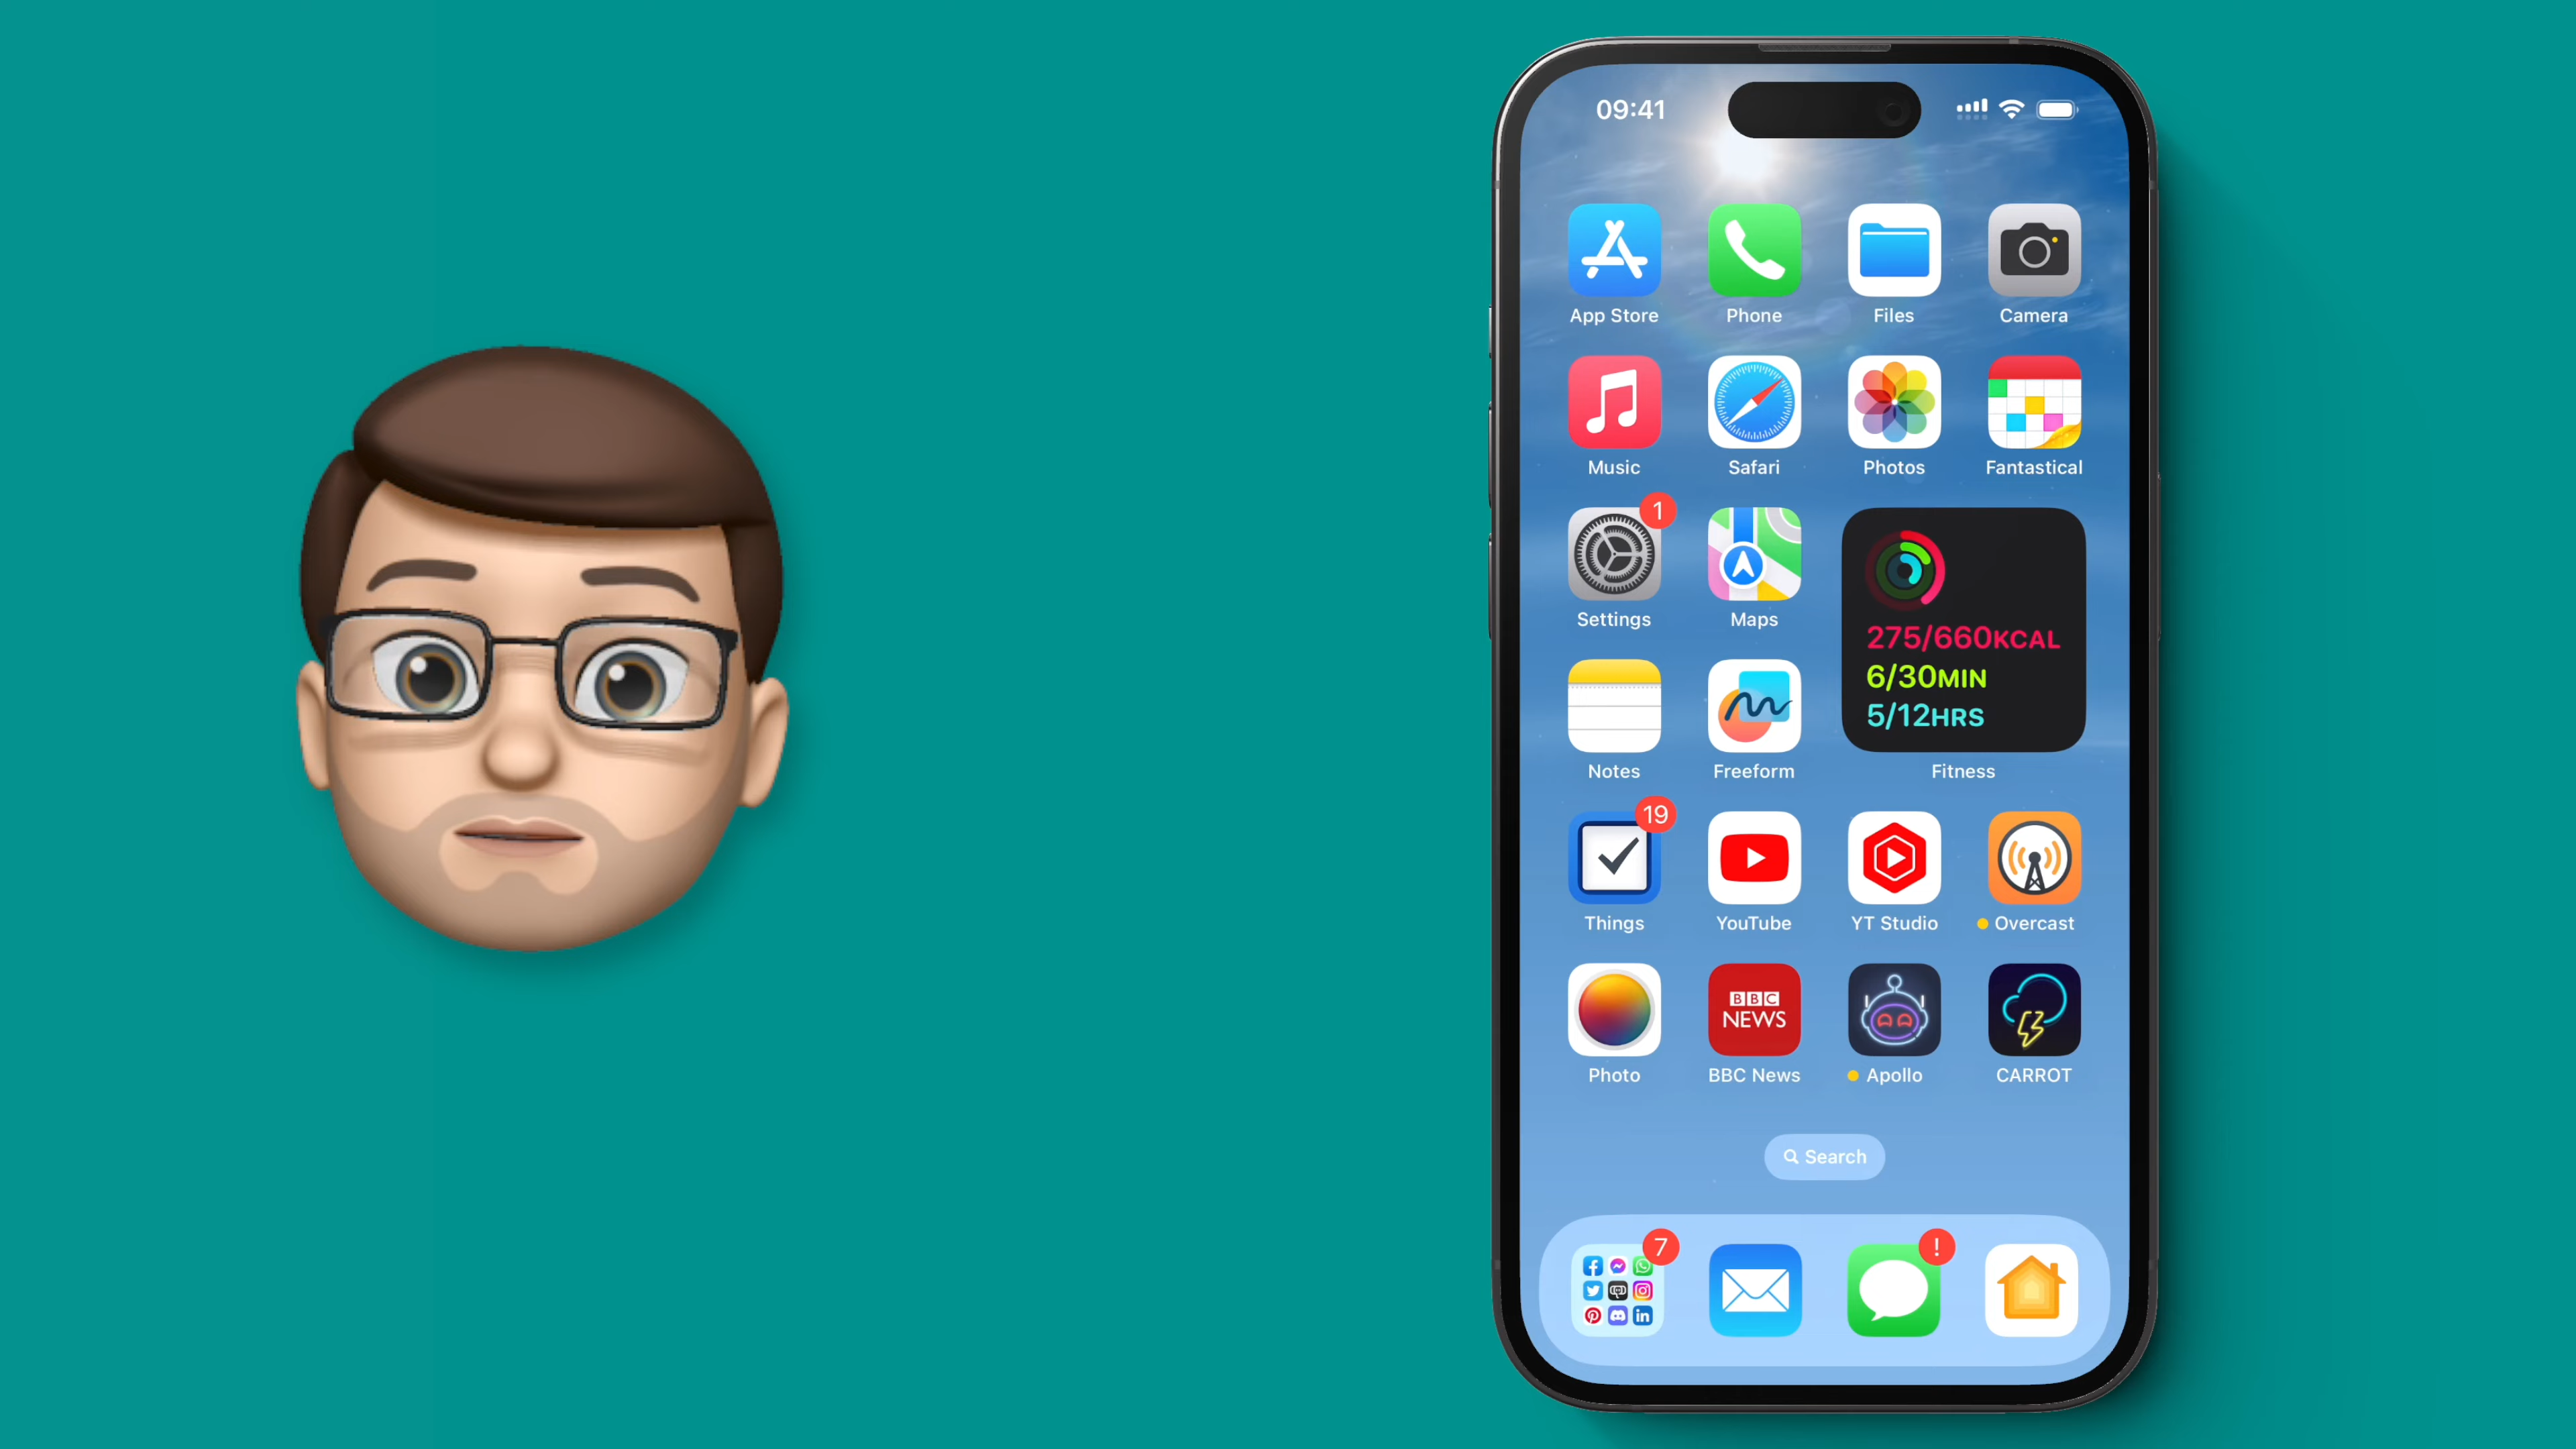 09:41
App Store
Phone
Files
Camera
Music
Safari
Photos
Fantastical
1
Settings
Maps
275/660KCAL
6/30MIN
5/12HRS
Notes
Freeform
Fitness
19
Things
YouTube
YT Studio
Overcast
BBC
NEWS
Photo
BBC News
Apollo
CARROT
Search
7
!
in